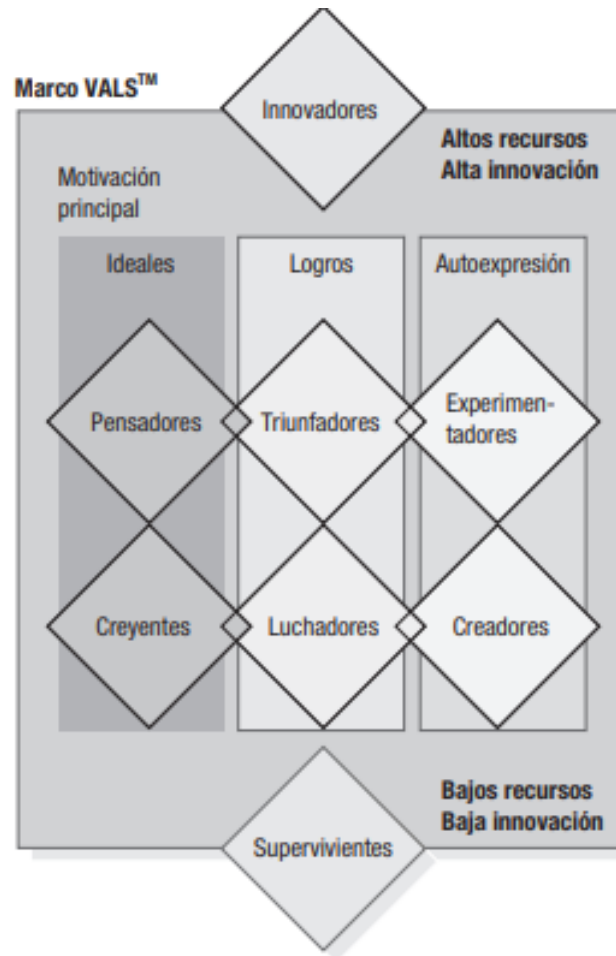 Marco VALS™
Innovadores
Altos recursos
Alta innovación
Motivación
principal
Ideales
Logros
Autoexpresión
Pensadores
Triunfadores
Experimen-
tadores
Creyentes
Luchadores
Creadores
Bajos recursos
Baja innovación
Supervivientes